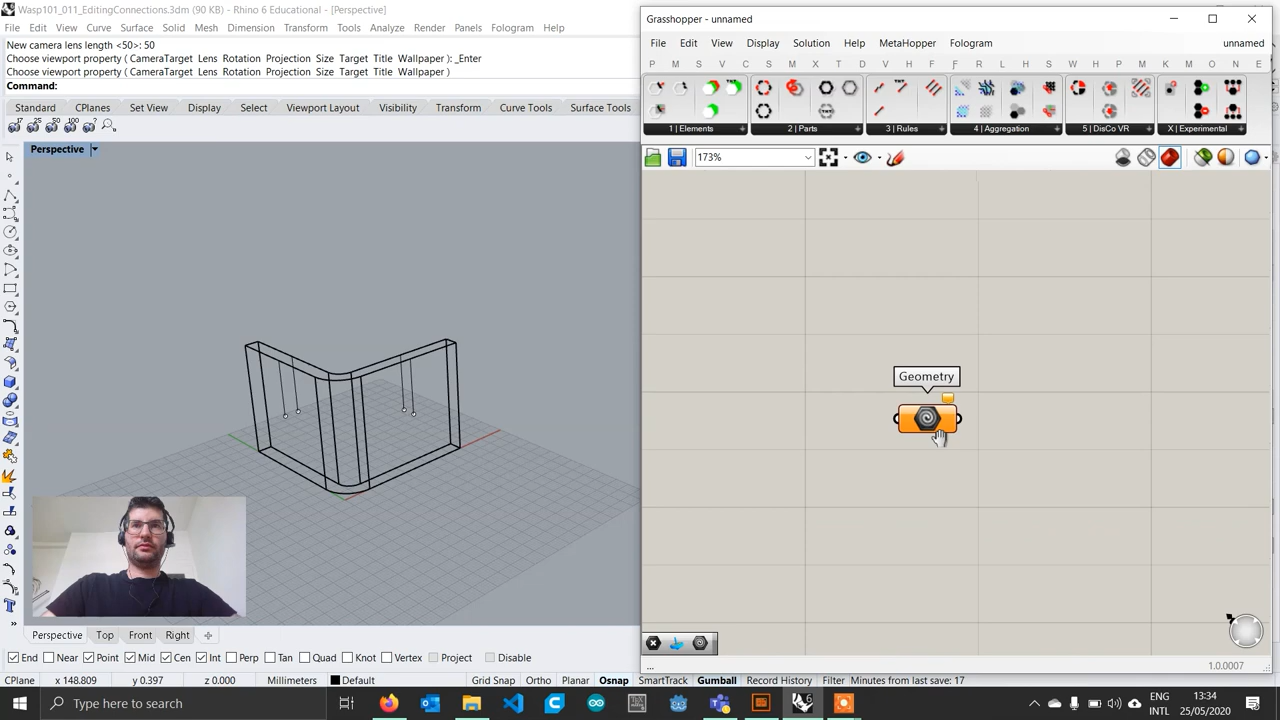 Wasp101_011_EditingConnections.3dm (90 KB) - Rhino 6 Educational - [Perspective]
File Edit View Curve Surface Solid Mesh Dimension Transform Tools Analyze Render Panels Fologram Help
New camera lens length <50>: 50
Choose viewport property ( CameraTarget Lens Rotation Projection Size Target Title Wallpaper ): _Enter
Choose viewport property ( CameraTarget Lens Rotation Projection Size Target Title Wallpaper )
Command:
Standard CPlanes Set View Display Select Viewport Layout Visibility Transform Curve Tools Surface Tools
17 25 50 100 ?
Perspective
Perspective Top Front Right
End Near Point Mid Cen Int Perp Tan Quad Knot Vertex Project Disable
CPlane x 148.809 y 0.397 z 0.000 Millimeters Default Grid Snap Ortho Planar Osnap SmartTrack Gumball Record History Filter Minutes from last save: 17
Grasshopper - unnamed
File Edit View Display Solution Help MetaHopper Fologram unnamed
P M S V C S M A T D V R H F F A L H S W D T K M N E
1 | Elements 2 | Parts 3 | Rules 4 | Aggregation 5 | DisCo VR X | Experimental
173%
Geometry
...
1.0.0007
Type here to search
ENG
INTL
13:34
25/05/2020